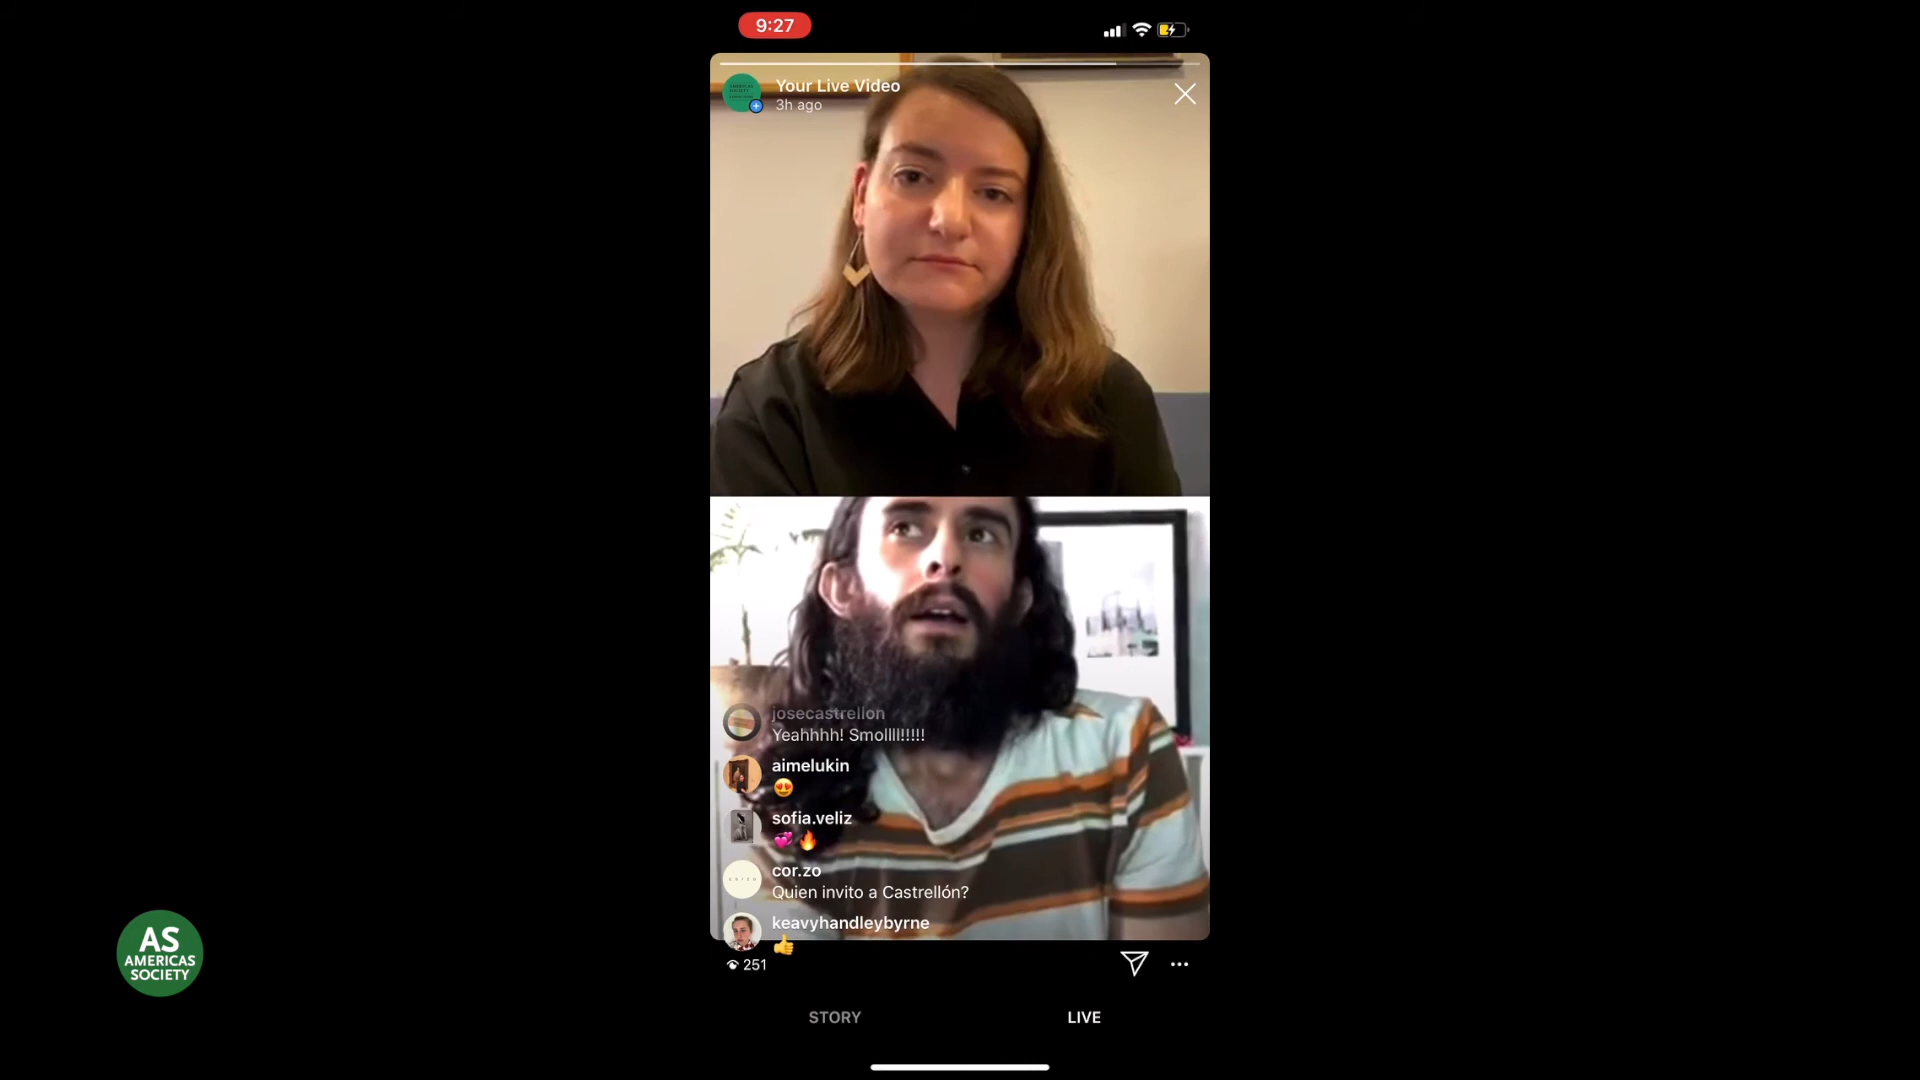 9:27
Your Live Video
3h ago
josecastrellon
Yeahhhh! Smollll!!!!!
aimelukin
😍
sofia.veliz
💞 🔥
cor.zo
Quien invito a Castrellón?
keavyhandleybyrne
👍
251
STORY
LIVE
AS
AMERICAS
SOCIETY